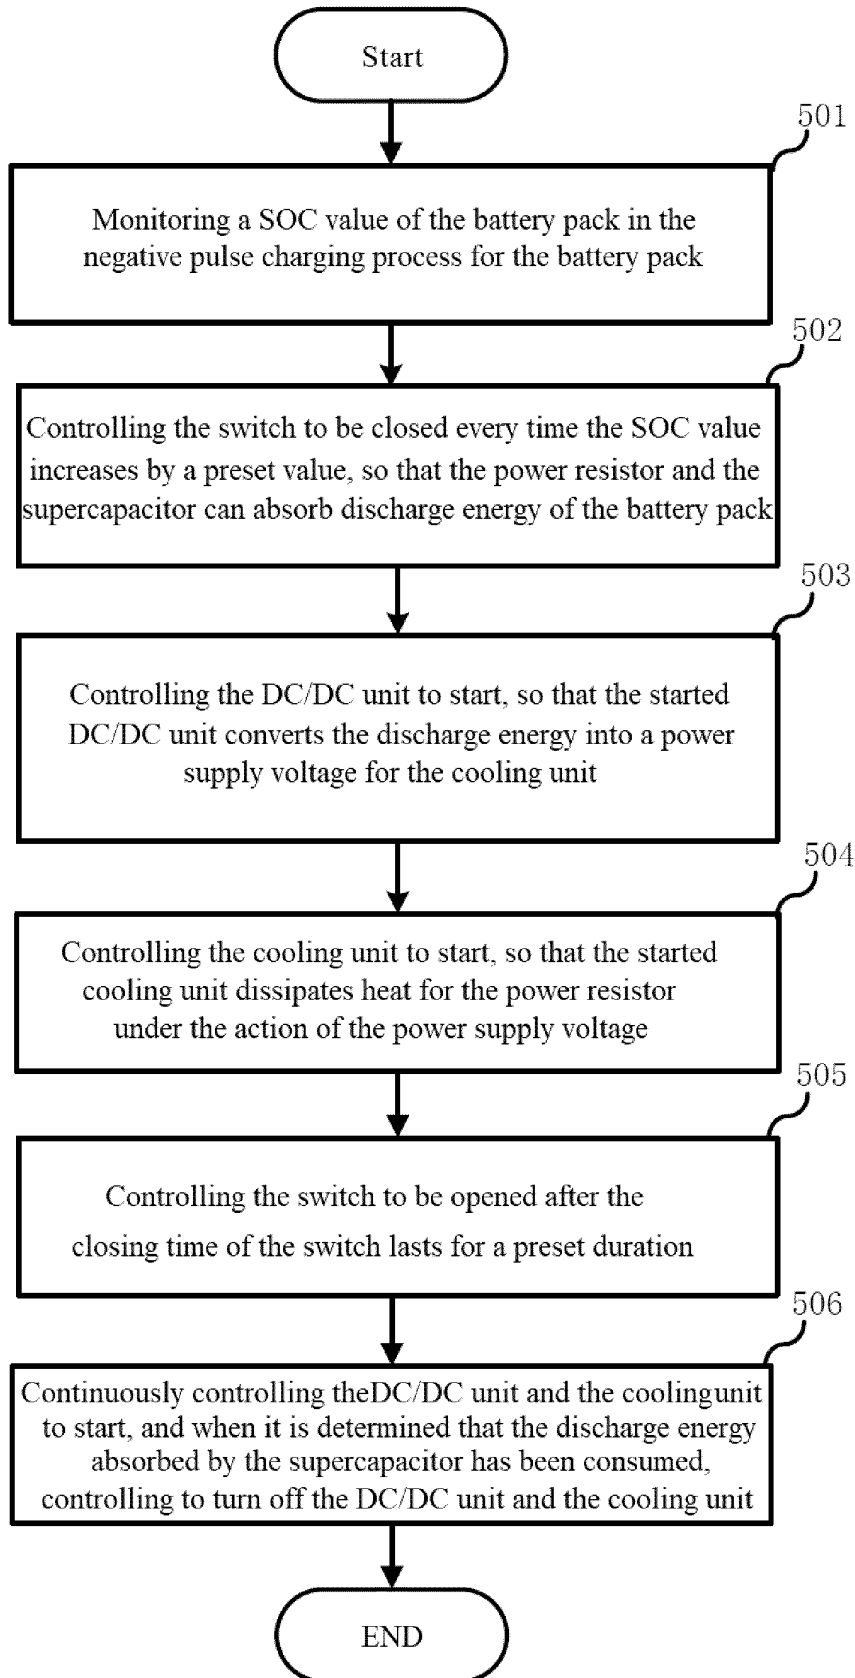 Start
501
Monitoring a SOC value of the battery pack in the
negative pulse charging process for the battery pack
502
Controlling the switch to be closed every time the SOC value
increases by a preset value, so that the power resistor and the
supercapacitor can absorb discharge energy of the battery pack
503
Controlling the DC/DC unit to start, so that the started
DC/DC unit converts the discharge energy into a power
supply voltage for the cooling unit
504
Controlling the cooling unit to start, so that the started
cooling unit dissipates heat for the power resistor
under the action of the power supply voltage
505
Controlling the switch to be opened after the
closing time of the switch lasts for a preset duration
506
Continuously controlling theDC/DC unit and the coolingunit
to start, and when it is determined that the discharge energy
absorbed by the supercapacitor has been consumed,
controlling to turn off the DC/DC unit and the cooling unit
END